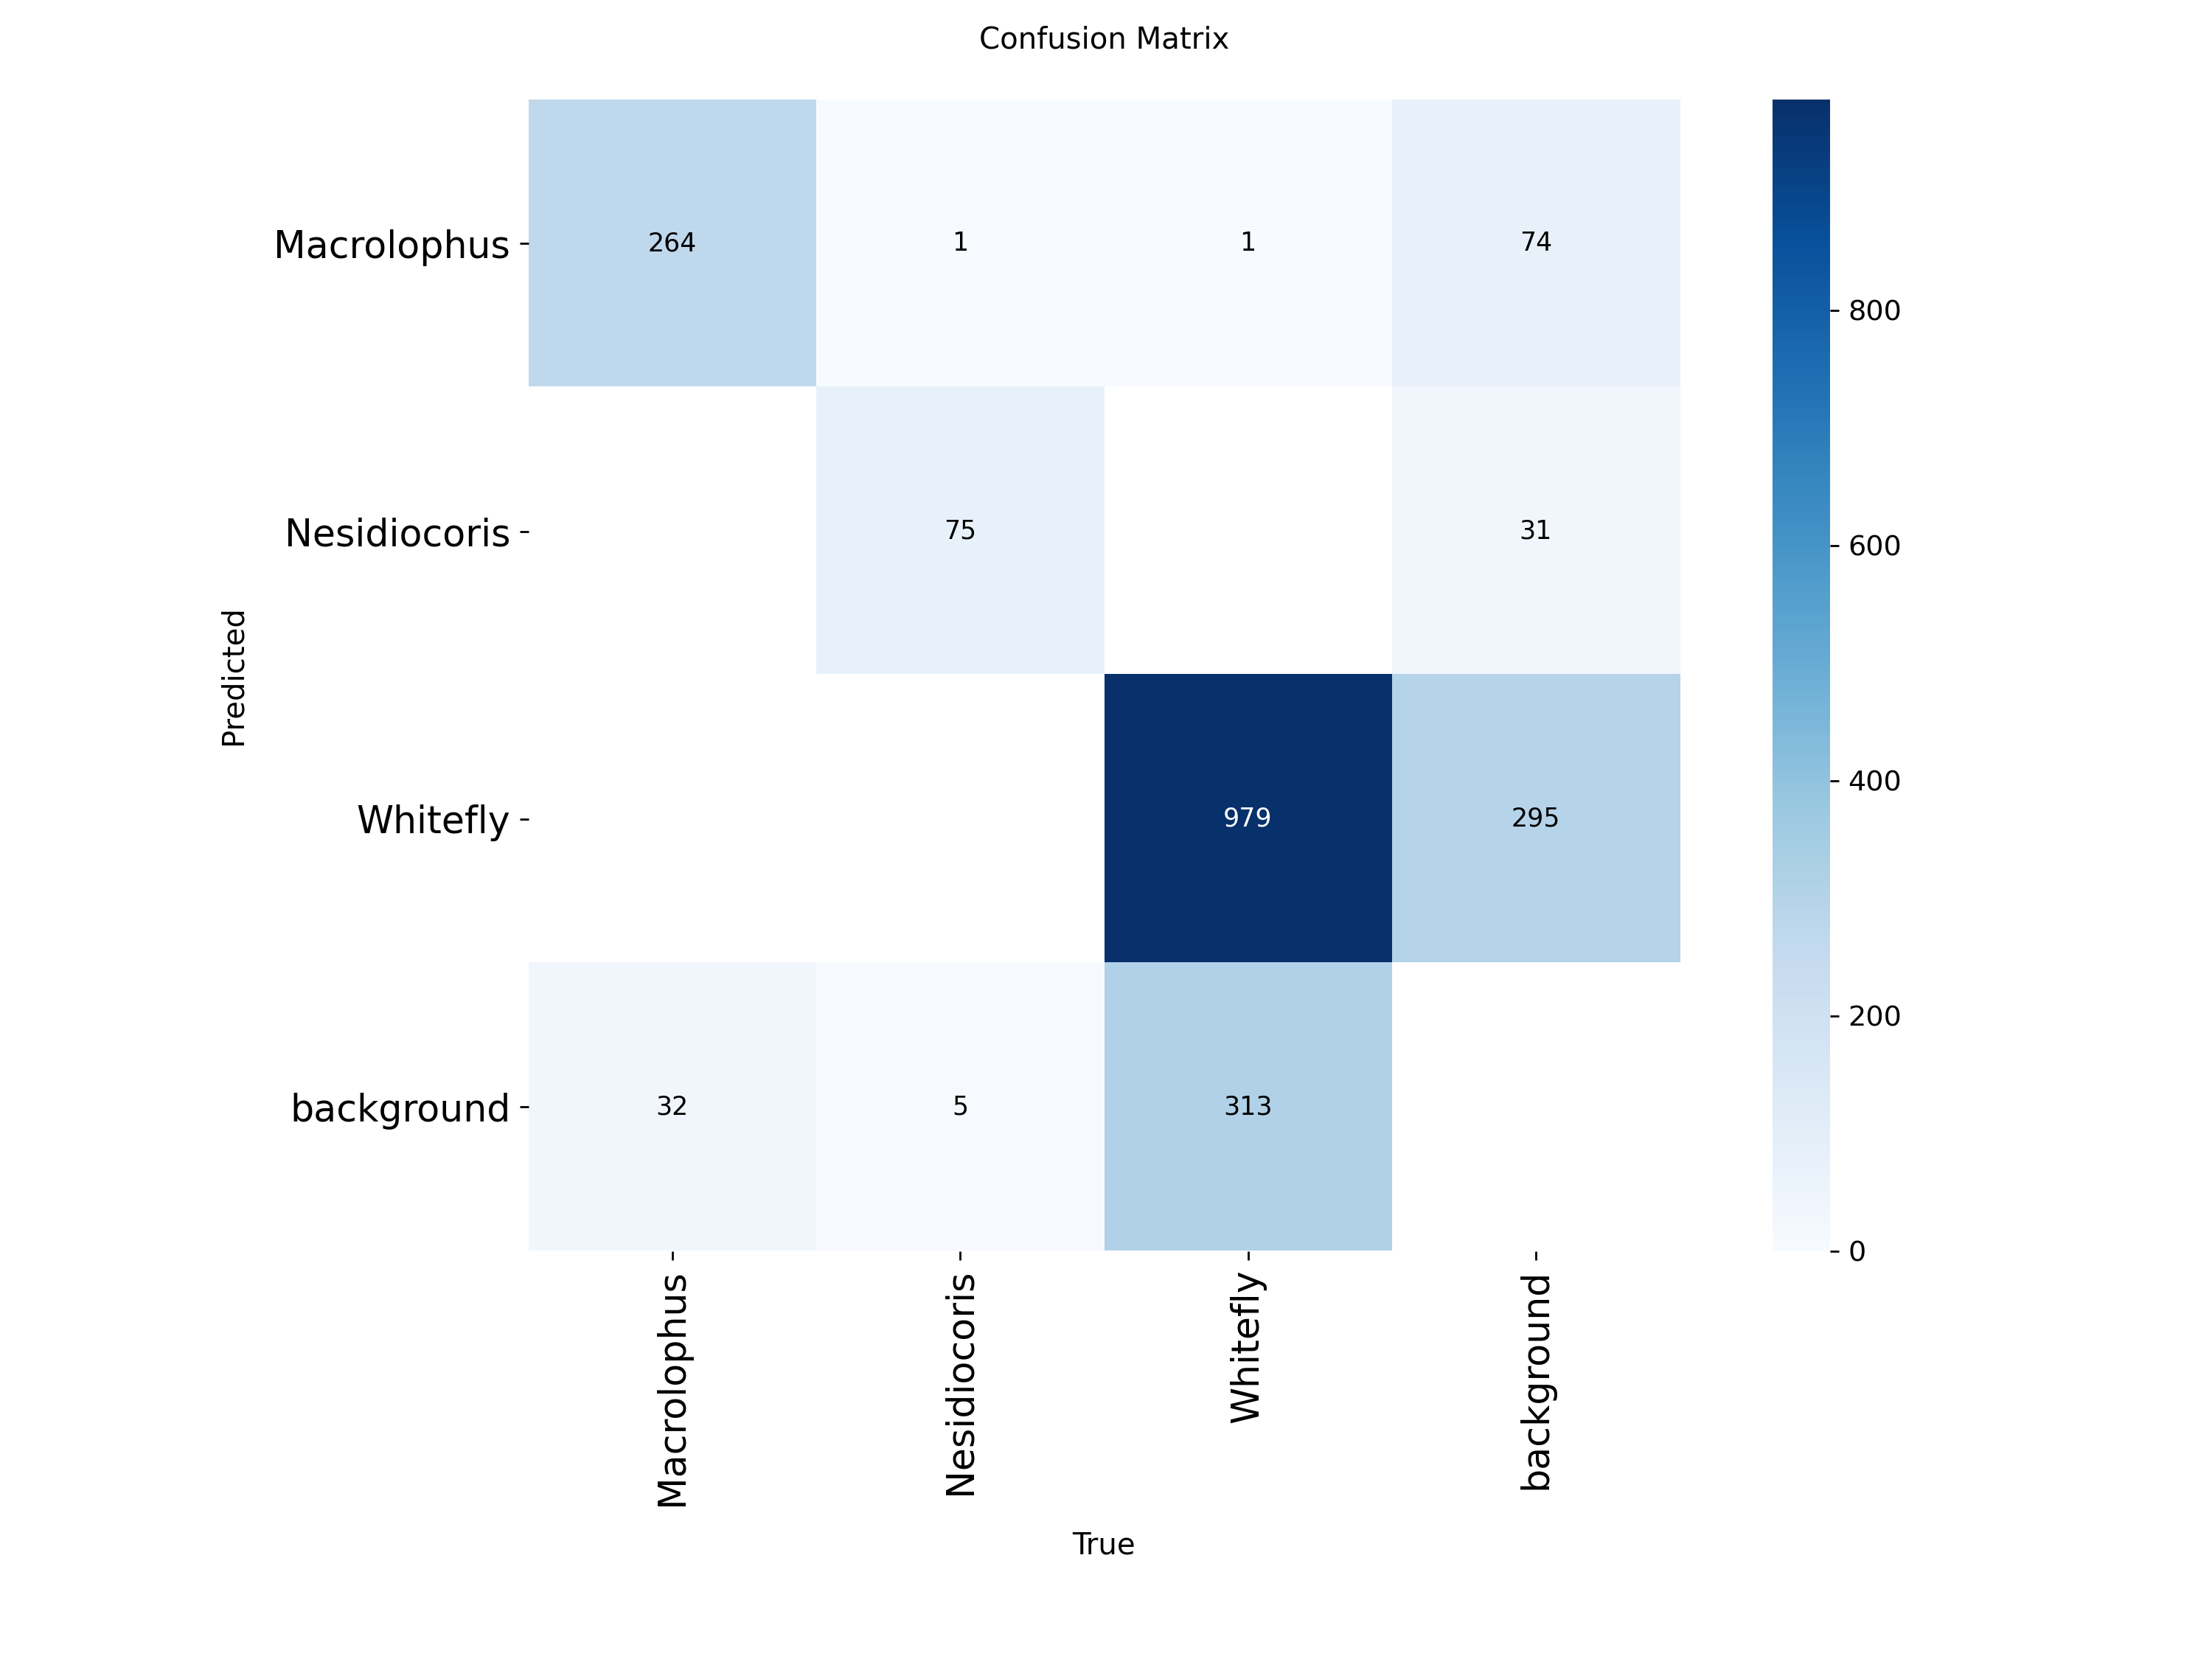 Confusion Matrix
Macrolophus
264
1
1
74
Nesidiocoris
75
31
Whitefly
979
295
background
32
5
313
Predicted
Macrolophus
Nesidiocoris
Whitefly
background
True
800
600
400
200
0